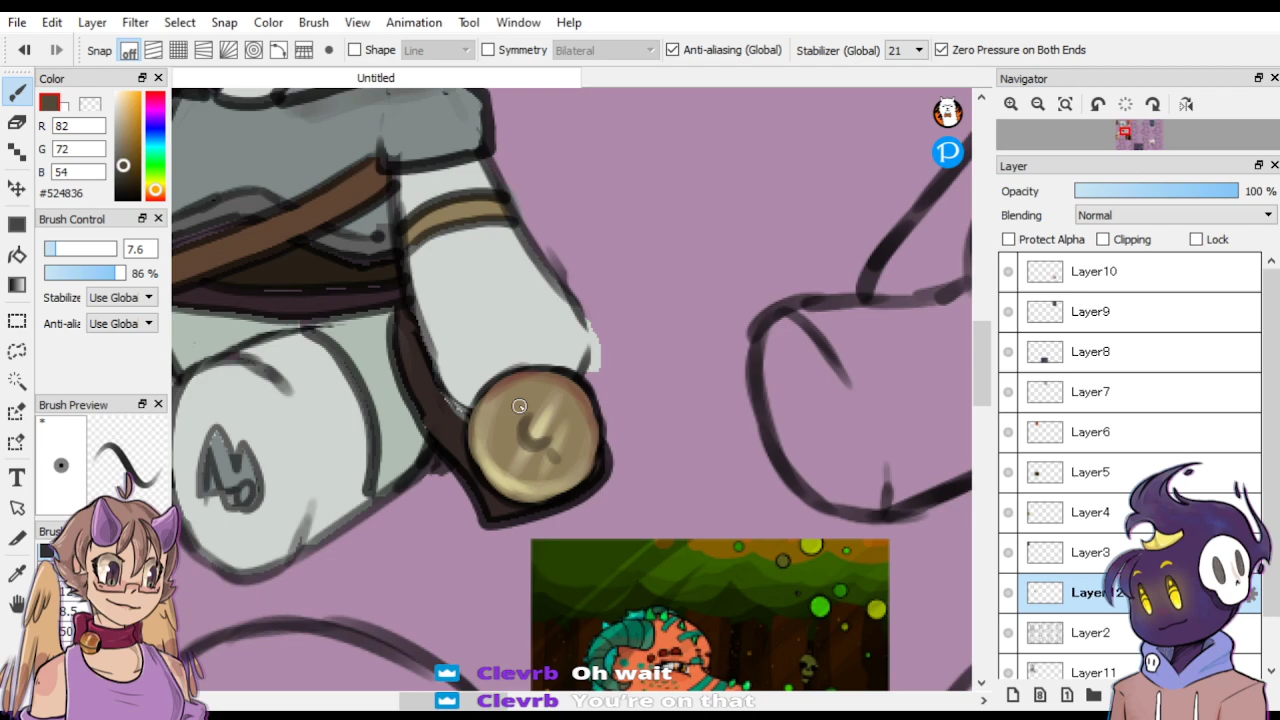 File Edit Layer Filter Select Snap Color Brush View Animation Tool Window Help
Snap off Shape Line Symmetry Bilateral Anti-aliasing (Global) Stabilizer (Global) 21 Zero Pressure on Both Ends
Color
Untitled
Navigator
R 82
G 72
B 54
#524836
Layer
Opacity 100 %
Blending Normal
Protect Alpha Clipping Lock
Brush Control
7.6
86 %
Stabilize Use Globa
Anti-alia Use Globa
Layer10
Layer9
Layer8
Layer7
Layer6
Layer5
Layer4
Layer3
Layer2
Layer11
Brush Preview
*
Clevrb Oh wait
Clevrb You're on that